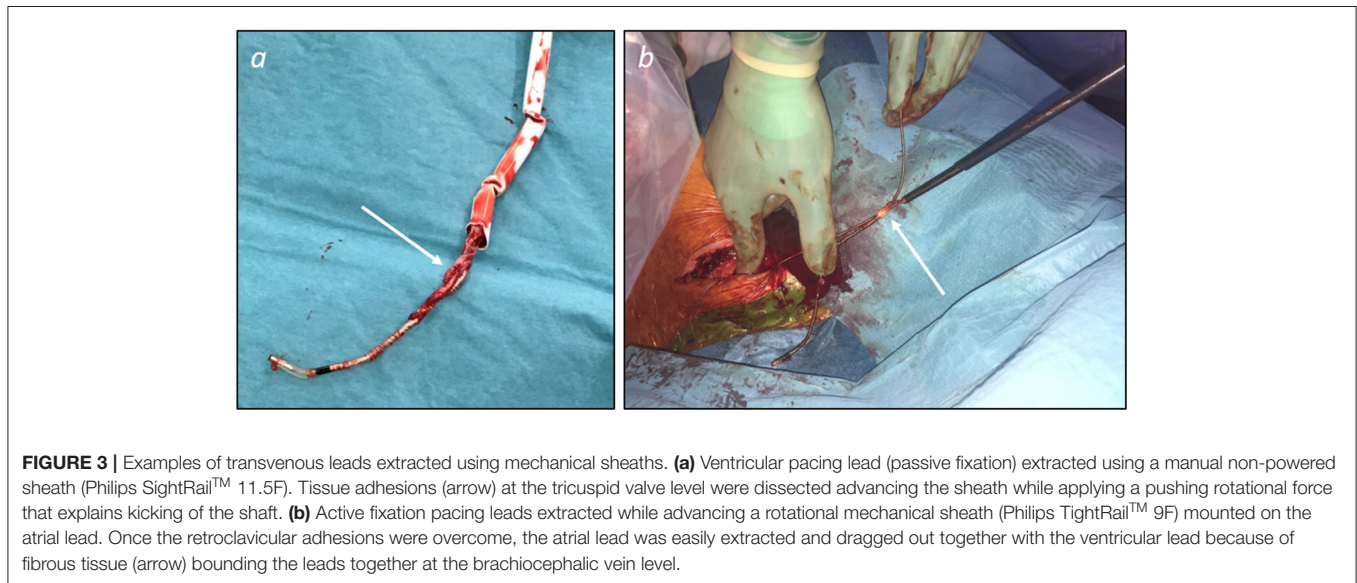 a
b
FIGURE 3 | Examples of transvenous leads extracted using mechanical sheaths. (a) Ventricular pacing lead (passive fixation) extracted using a manual non-powered
sheath (Philips SightRail™ 11.5F). Tissue adhesions (arrow) at the tricuspid valve level were dissected advancing the sheath while applying a pushing rotational force
that explains kicking of the shaft. (b) Active fixation pacing leads extracted while advancing a rotational mechanical sheath (Philips TightRail™ 9F) mounted on the
atrial lead. Once the retroclavicular adhesions were overcome, the atrial lead was easily extracted and dragged out together with the ventricular lead because of
fibrous tissue (arrow) bounding the leads together at the brachiocephalic vein level.